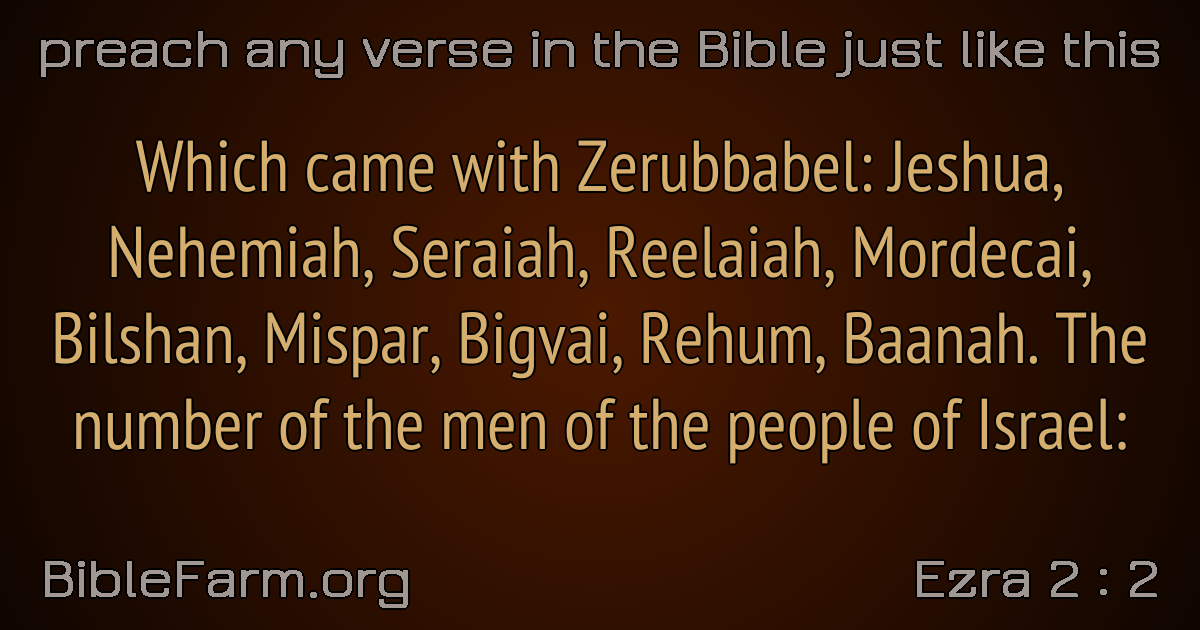 preach any verse in the Bible just like this
Which came with Zerubbabel: Jeshua,
Nehemiah, Seraiah, Reelaiah, Mordecai,
Bilshan, Mispar, Bigvai, Rehum, Baanah. The
number of the men of the people of Israel:
BibleFarm.org
Ezra 2 : 2